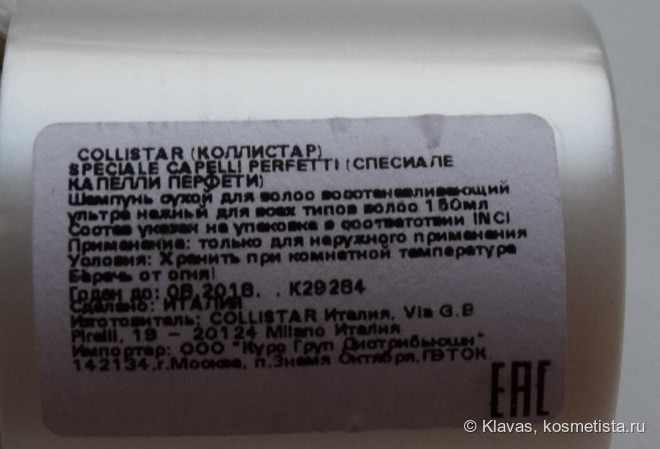 COLLISTAR (КОЛЛИСТАР)
SPECIALE CAPELLI PERFETTI (СПЕСИАЛЕ
КАПЕЛЛИ ПЕРФЕТИ)
Шампунь сухой для волос восстанавливающий
ультра нежный для всех типов волос 150мл
Состав указан на упаковке в соответствии INCI
Применение: только для наружного применения
Условия: Хранить при комнатной температуре
Беречь от огня!
Годен до: 08.2018. . К29284
Сделано: ИТАЛИЯ
Изготовитель: COLLISTAR Италия, Via G.B
Pirelli, 19 – 20124 Milano Италия
Импортер: ООО "Куро Груп Дистрибьюшн"
142134,г.Москва, п.Знамя Октября,ГЭТОК.
EAC
© Klavas, kosmetista.ru